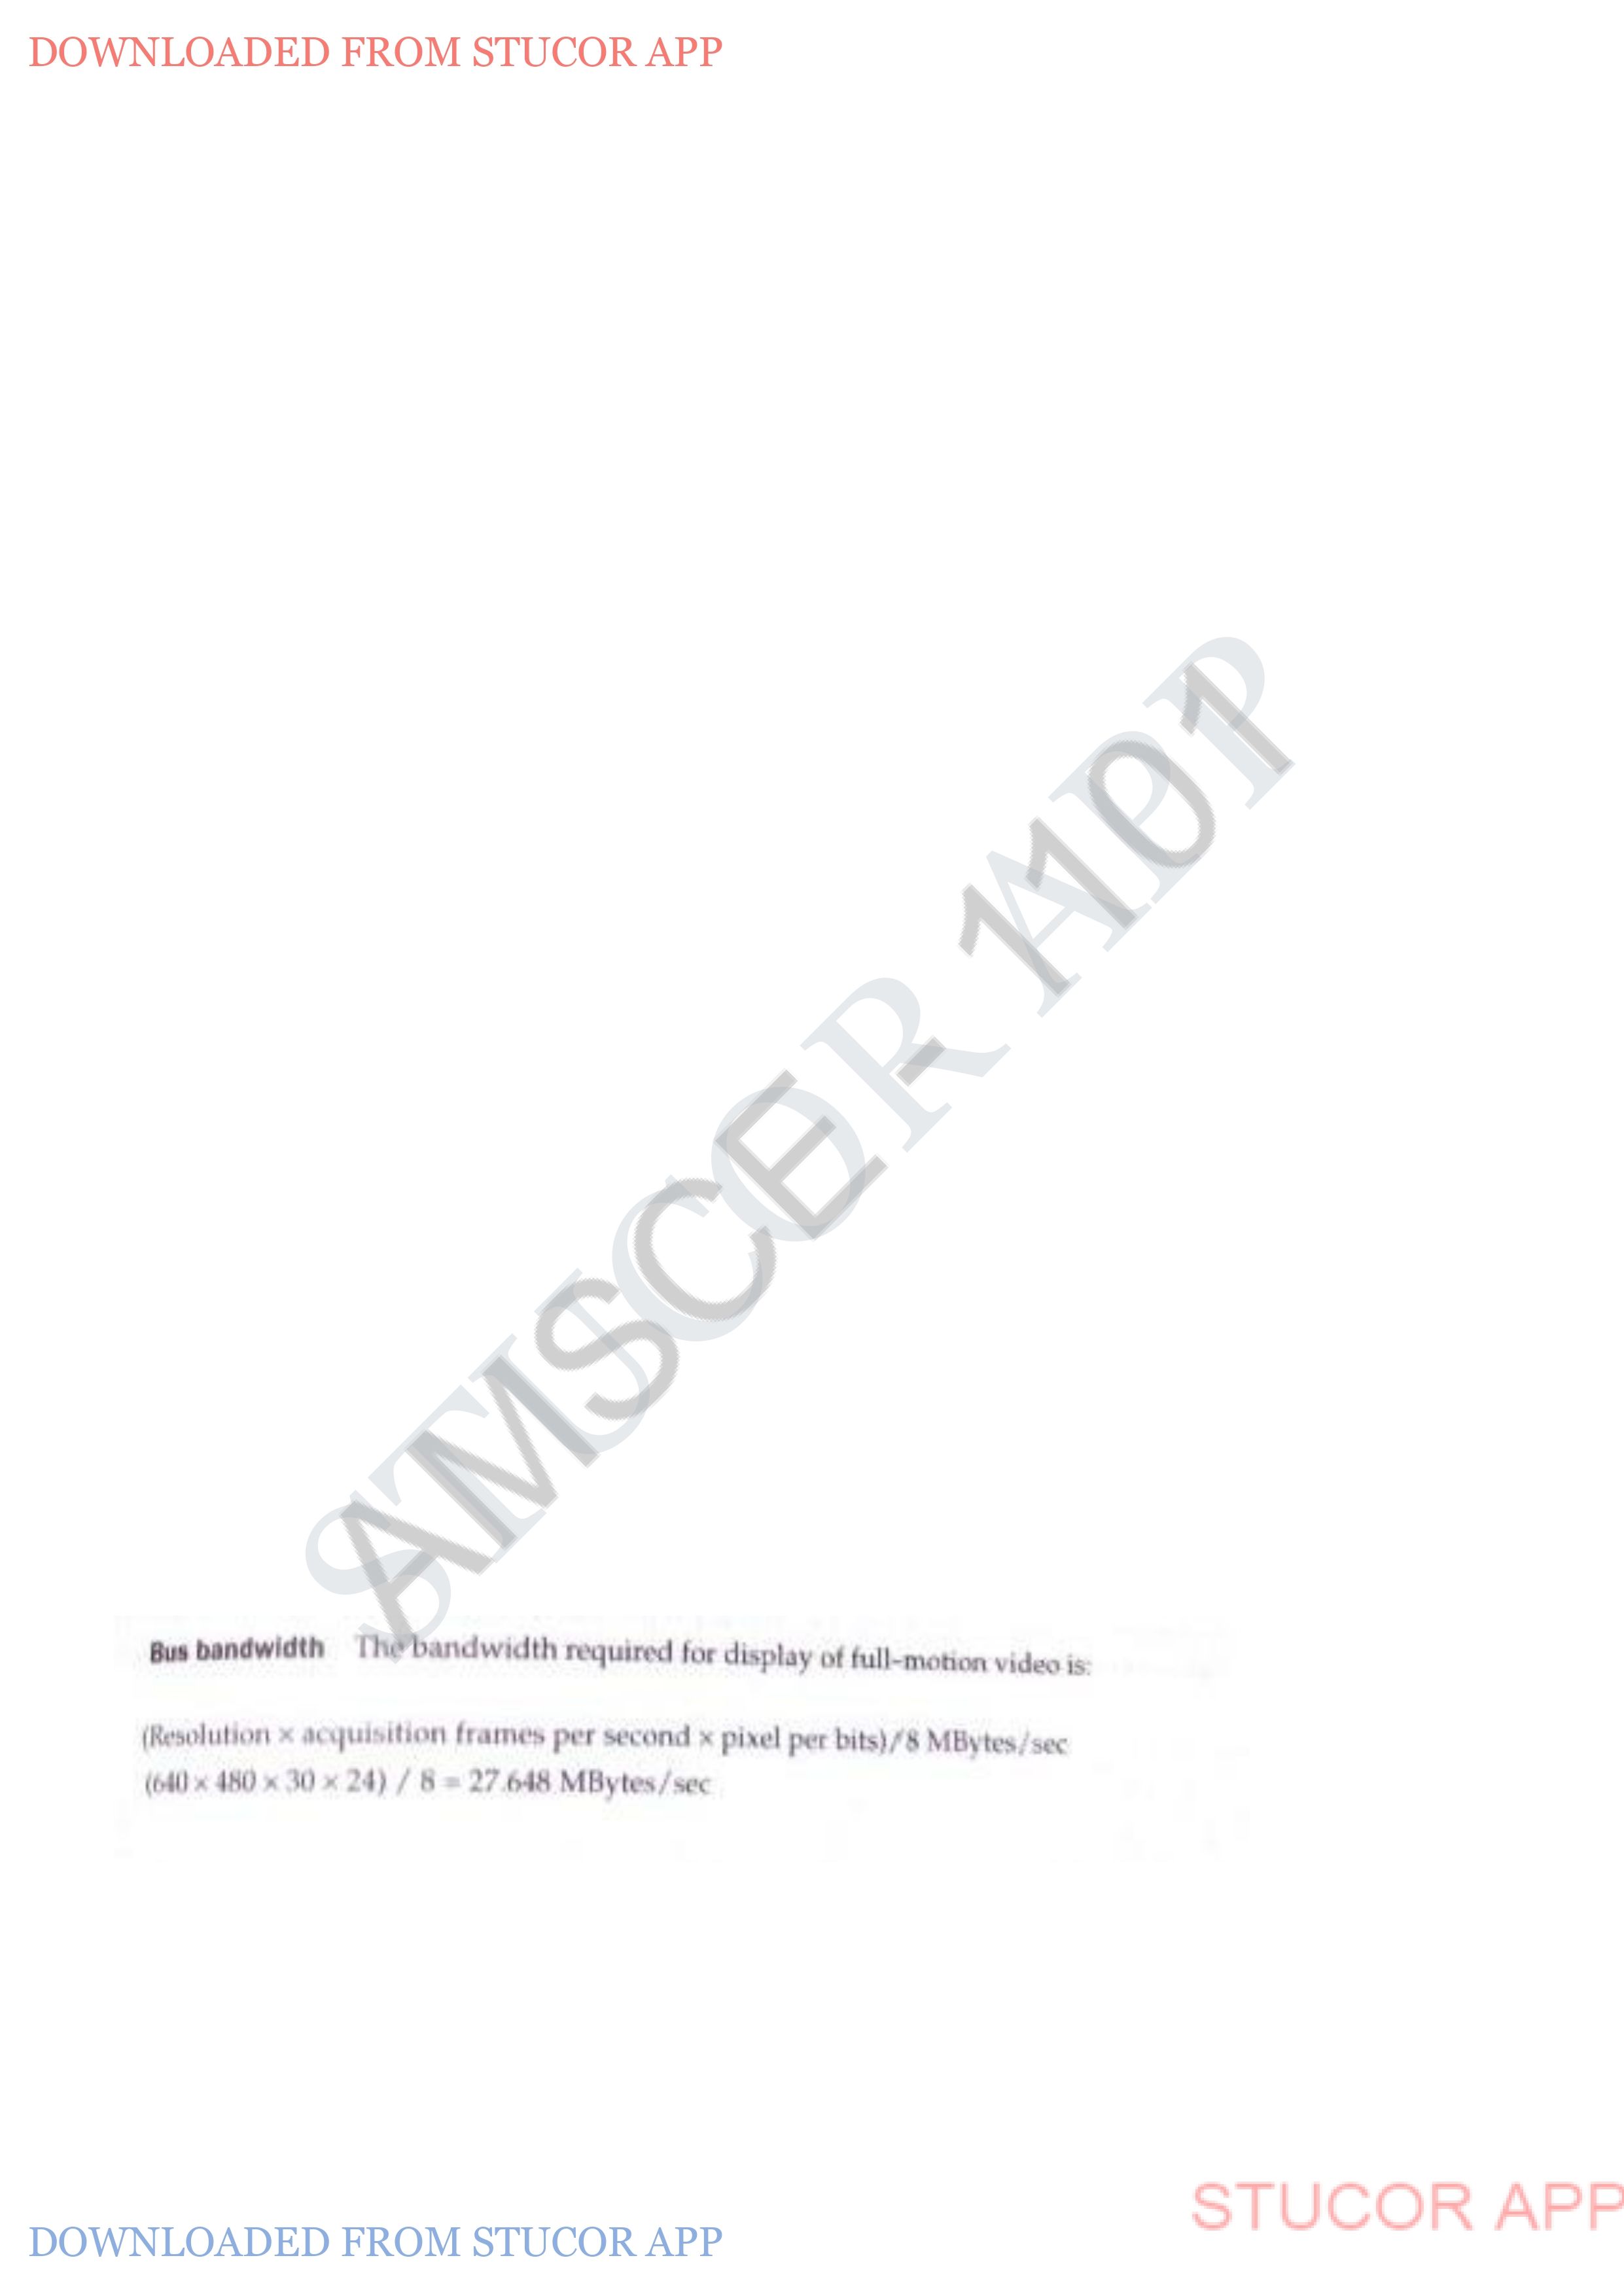 DOWNLOADED FROM STUCOR APP
STUCOR APP
AMSCE - 1101
Bus bandwidth The bandwidth required for display of full-motion video is:
(Resolution × acquisition frames per second × pixel per bits)/8 MBytes/sec
(640 × 480 × 30 × 24) / 8 = 27.648 MBytes/sec
STUCOR APP
DOWNLOADED FROM STUCOR APP